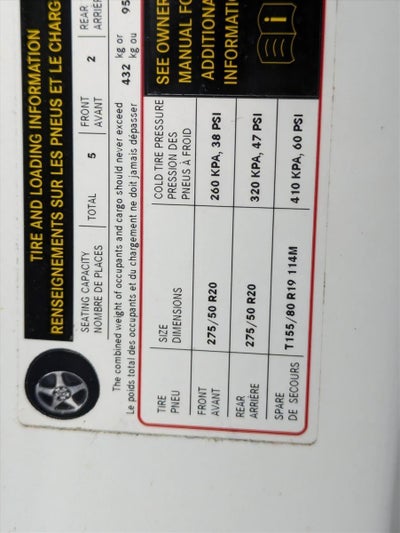 TIRE AND LOADING INFORMATION
RENSEIGNEMENTS SUR LES PNEUS ET LE CHARG
SEATING CAPACITY TOTAL 5 FRONT 2 REAR
NOMBRE DE PLACES AVANT ARRIÈ
The combined weight of occupants and cargo should never exceed 432 kg or 95
Le poids total des occupants et du chargement ne doit jamais dépasser kg ou
TIRE SIZE COLD TIRE PRESSURE
PNEU DIMENSIONS PRESSION DES
PNEUS À FROID
FRONT 275/50 R20 260 KPA, 38 PSI
AVANT
REAR 275/50 R20 320 KPA, 47 PSI
ARRIÈRE
SPARE T155/80 R19 114M 410 KPA, 60 PSI
DE SECOURS
SEE OWNER
MANUAL FO
ADDITIONA
INFORMATI